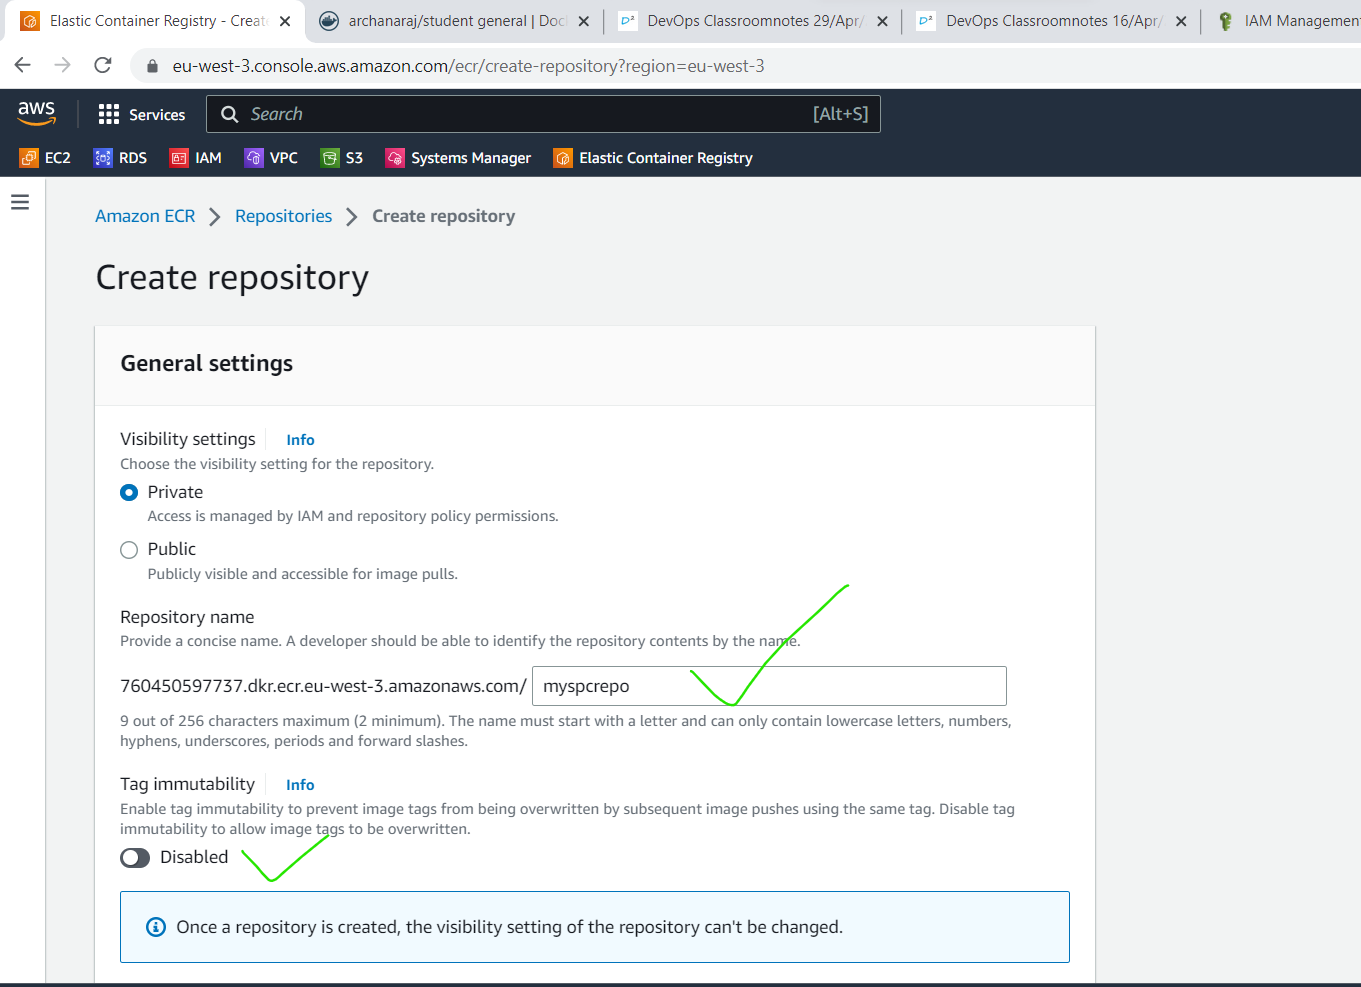 Elastic Container Registry - Create
archanaraj/student general | Doc
DevOps Classroomnotes 29/Apr/
DevOps Classroomnotes 16/Apr/
IAM Management
eu-west-3.console.aws.amazon.com/ecr/create-repository?region=eu-west-3
aws
Services
Search
[Alt+S]
EC2
RDS
IAM
VPC
S3
Systems Manager
Elastic Container Registry
Amazon ECR > Repositories > Create repository
Create repository
General settings
Visibility settings Info
Choose the visibility setting for the repository.
Private
Access is managed by IAM and repository policy permissions.
Public
Publicly visible and accessible for image pulls.
Repository name
Provide a concise name. A developer should be able to identify the repository contents by the name.
760450597737.dkr.ecr.eu-west-3.amazonaws.com/ myspcrepo
9 out of 256 characters maximum (2 minimum). The name must start with a letter and can only contain lowercase letters, numbers,
hyphens, underscores, periods and forward slashes.
Tag immutability Info
Enable tag immutability to prevent image tags from being overwritten by subsequent image pushes using the same tag. Disable tag
immutability to allow image tags to be overwritten.
Disabled
Once a repository is created, the visibility setting of the repository can't be changed.